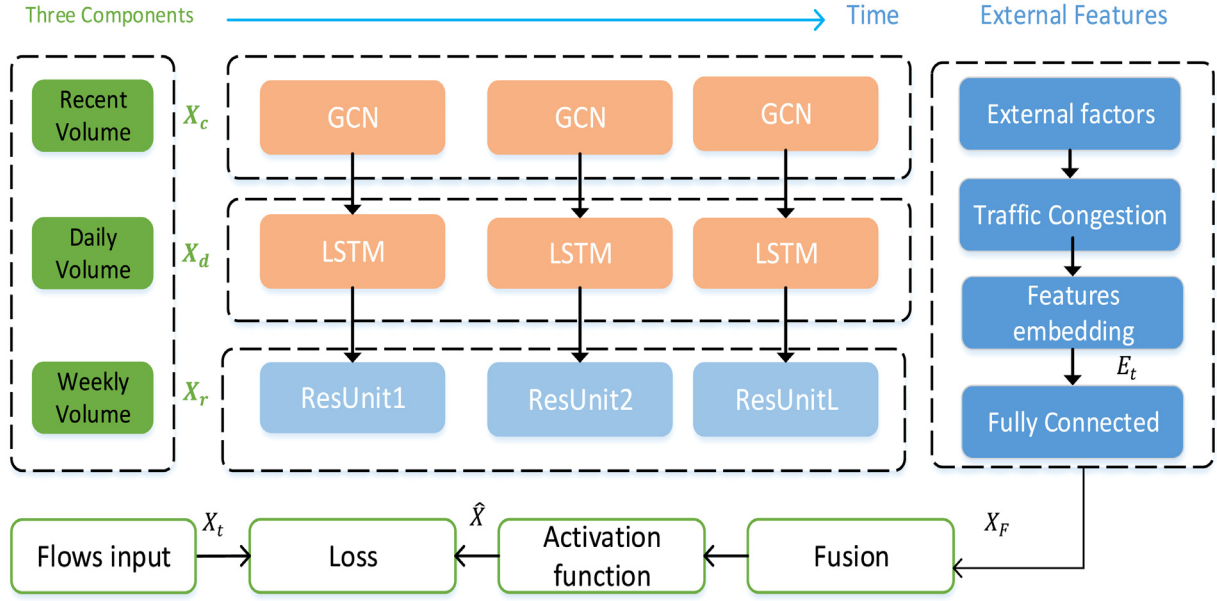 Three Components
Time
External Features
Recent
Volume
X_c
GCN
GCN
GCN
External factors
Traffic Congestion
Daily
Volume
X_d
LSTM
LSTM
LSTM
Features
embedding
E_t
Weekly
Volume
X_r
ResUnit1
ResUnit2
ResUnitL
Fully Connected
Flows input
X_t
Loss
X̂
Activation
function
Fusion
X_F